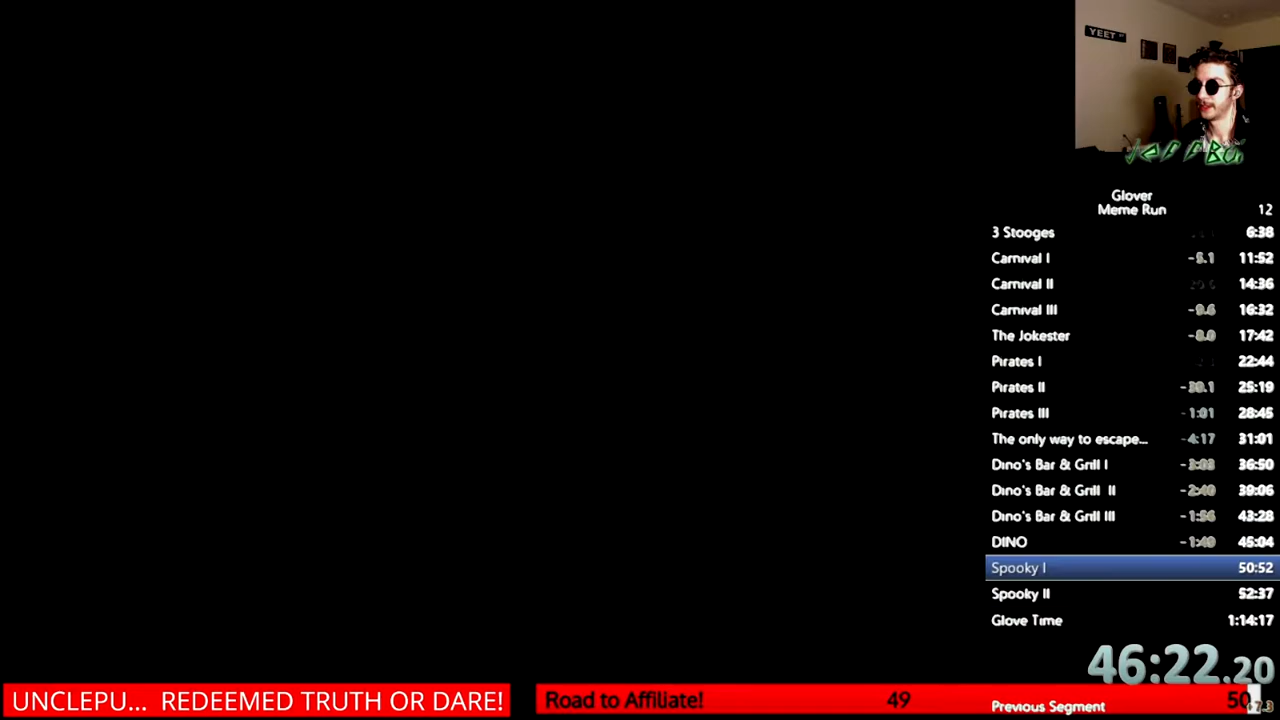 YEET
JeffBoi
Glover
Meme Run 12
3 Stooges 6:38
Carnival I -5.1 11:52
Carnival II 14:36
Carnival III -9.6 16:32
The Jokester -8.0 17:42
Pirates I 22:44
Pirates II 25:19
Pirates III -1:01 28:45
The only way to escape... -4:17 31:01
Dino's Bar & Grill I 36:50
Dino's Bar & Grill II -2:40 39:06
Dino's Bar & Grill III -1:56 43:28
DINO -1:49 45:04
Spooky I 50:52
Spooky II 52:37
Glove Time 1:14:17
46:22.20
UNCLEPU... REDEEMED TRUTH OR DARE!
Road to Affiliate! 49 50
Previous Segment